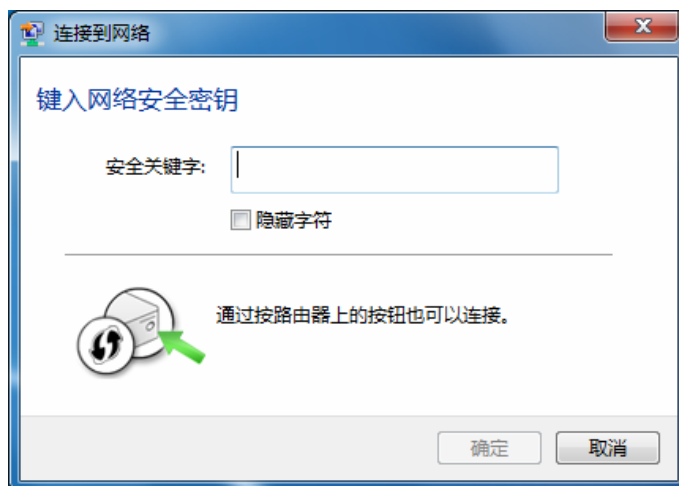 连接到网络
键入网络安全密钥
安全关键字:
隐藏字符
通过按路由器上的按钮也可以连接。
确定
取消